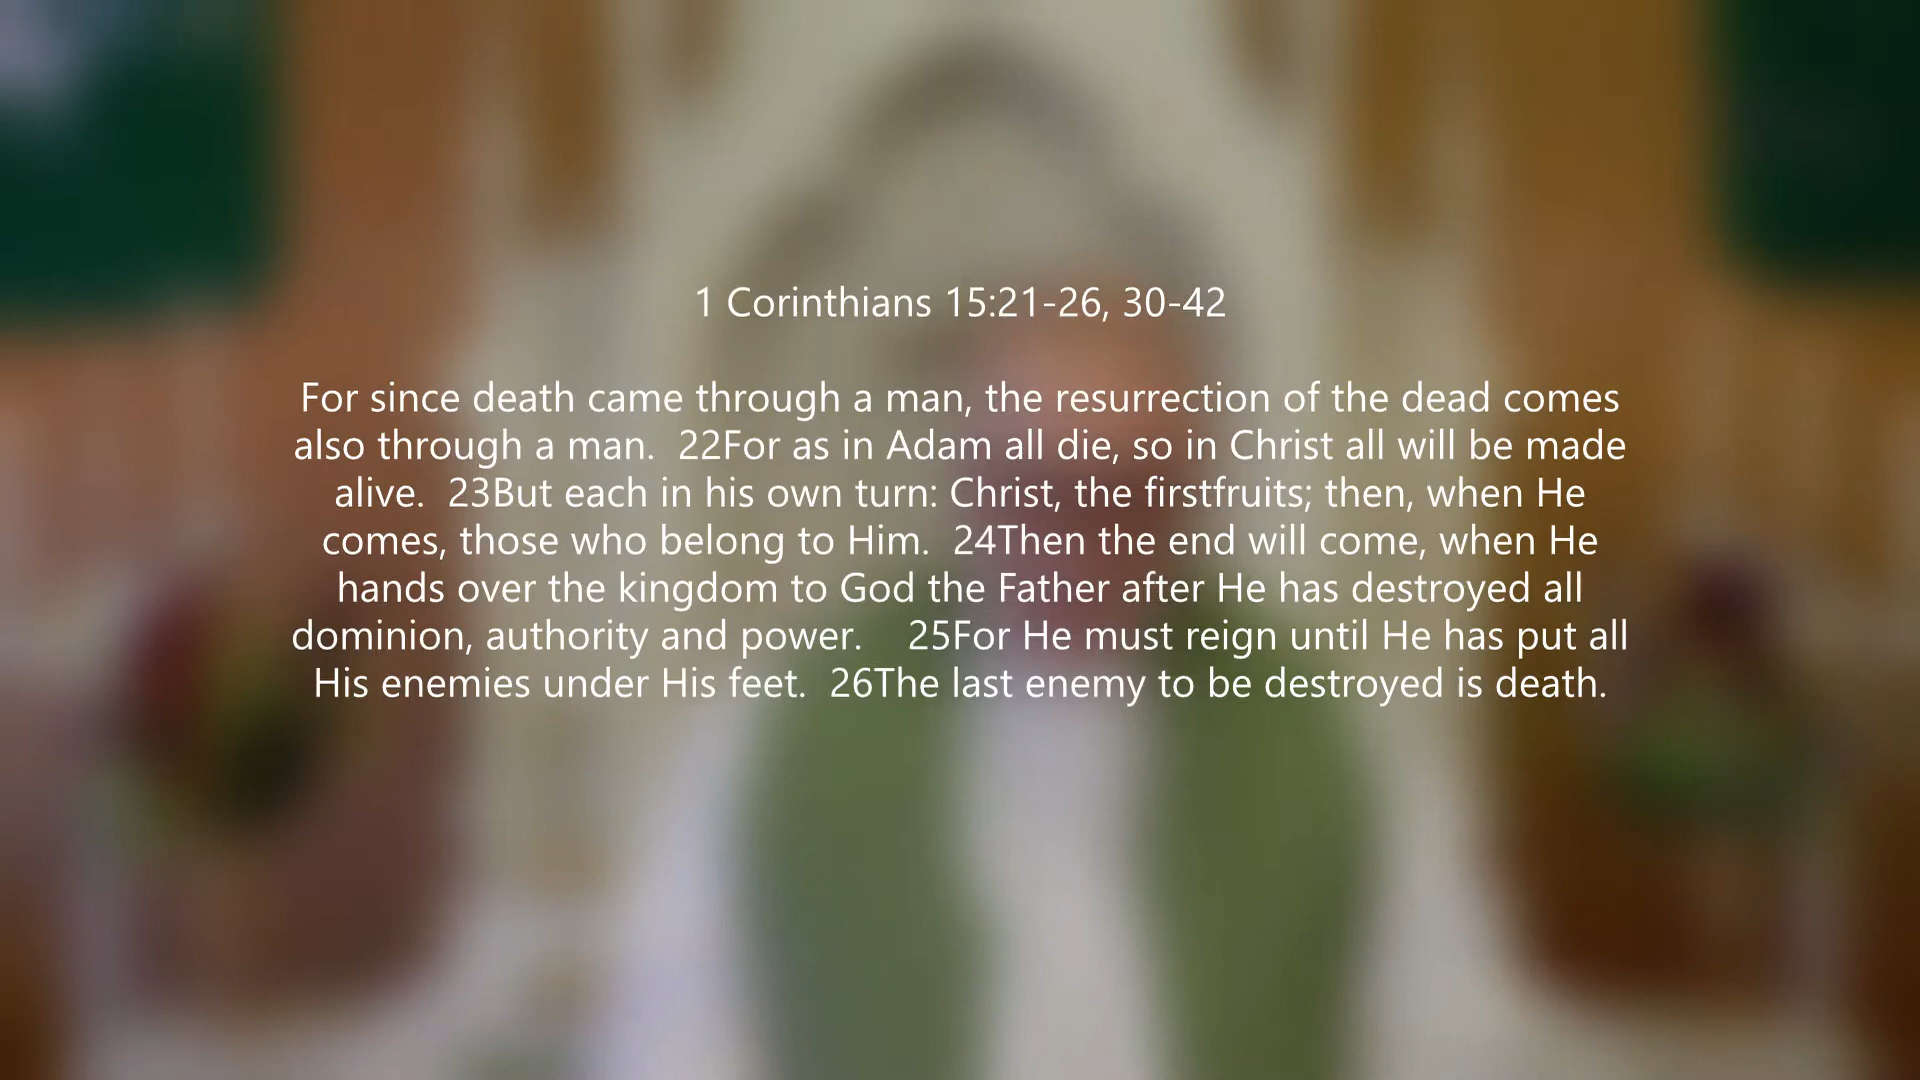 1 Corinthians 15:21-26, 30-42
For since death came through a man, the resurrection of the dead comes
also through a man.  22For as in Adam all die, so in Christ all will be made
alive.  23But each in his own turn: Christ, the firstfruits; then, when He
comes, those who belong to Him.  24Then the end will come, when He
hands over the kingdom to God the Father after He has destroyed all
dominion, authority and power.    25For He must reign until He has put all
His enemies under His feet.  26The last enemy to be destroyed is death.